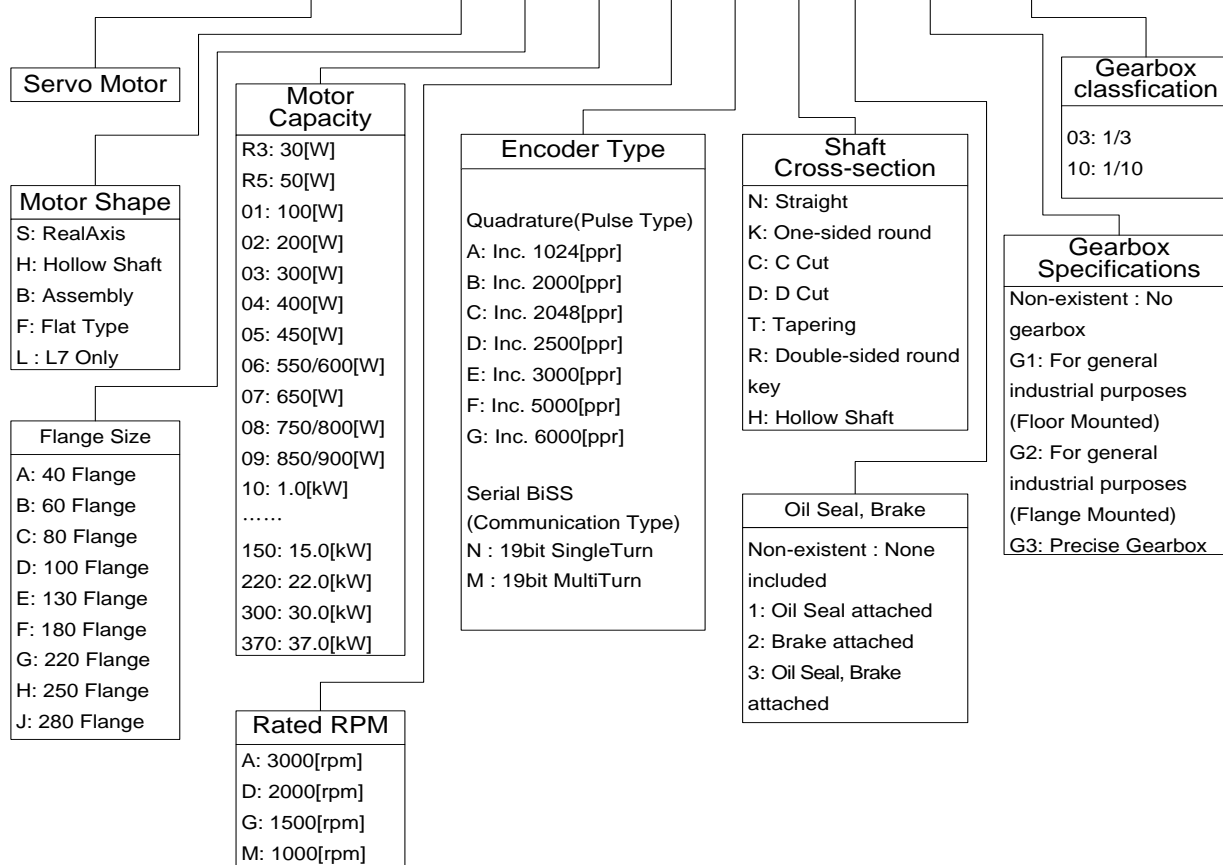 Servo Motor
Motor Shape
S: RealAxis
H: Hollow Shaft
B: Assembly
F: Flat Type
L : L7 Only
Flange Size
A: 40 Flange
B: 60 Flange
C: 80 Flange
D: 100 Flange
E: 130 Flange
F: 180 Flange
G: 220 Flange
H: 250 Flange
J: 280 Flange
Motor
Capacity
R3: 30[W]
R5: 50[W]
01: 100[W]
02: 200[W]
03: 300[W]
04: 400[W]
05: 450[W]
06: 550/600[W]
07: 650[W]
08: 750/800[W]
09: 850/900[W]
10: 1.0[kW]
……
150: 15.0[kW]
220: 22.0[kW]
300: 30.0[kW]
370: 37.0[kW]
Rated RPM
A: 3000[rpm]
D: 2000[rpm]
G: 1500[rpm]
M: 1000[rpm]
Encoder Type
Quadrature(Pulse Type)
A: Inc. 1024[ppr]
B: Inc. 2000[ppr]
C: Inc. 2048[ppr]
D: Inc. 2500[ppr]
E: Inc. 3000[ppr]
F: Inc. 5000[ppr]
G: Inc. 6000[ppr]
Serial BiSS
(Communication Type)
N : 19bit SingleTurn
M : 19bit MultiTurn
Shaft
Cross-section
N: Straight
K: One-sided round
C: C Cut
D: D Cut
T: Tapering
R: Double-sided round
key
H: Hollow Shaft
Oil Seal, Brake
Non-existent : None
included
1: Oil Seal attached
2: Brake attached
3: Oil Seal, Brake
attached
Gearbox
Specifications
Non-existent : No
gearbox
G1: For general
industrial purposes
(Floor Mounted)
G2: For general
industrial purposes
(Flange Mounted)
G3: Precise Gearbox
Gearbox
classfication
03: 1/3
10: 1/10